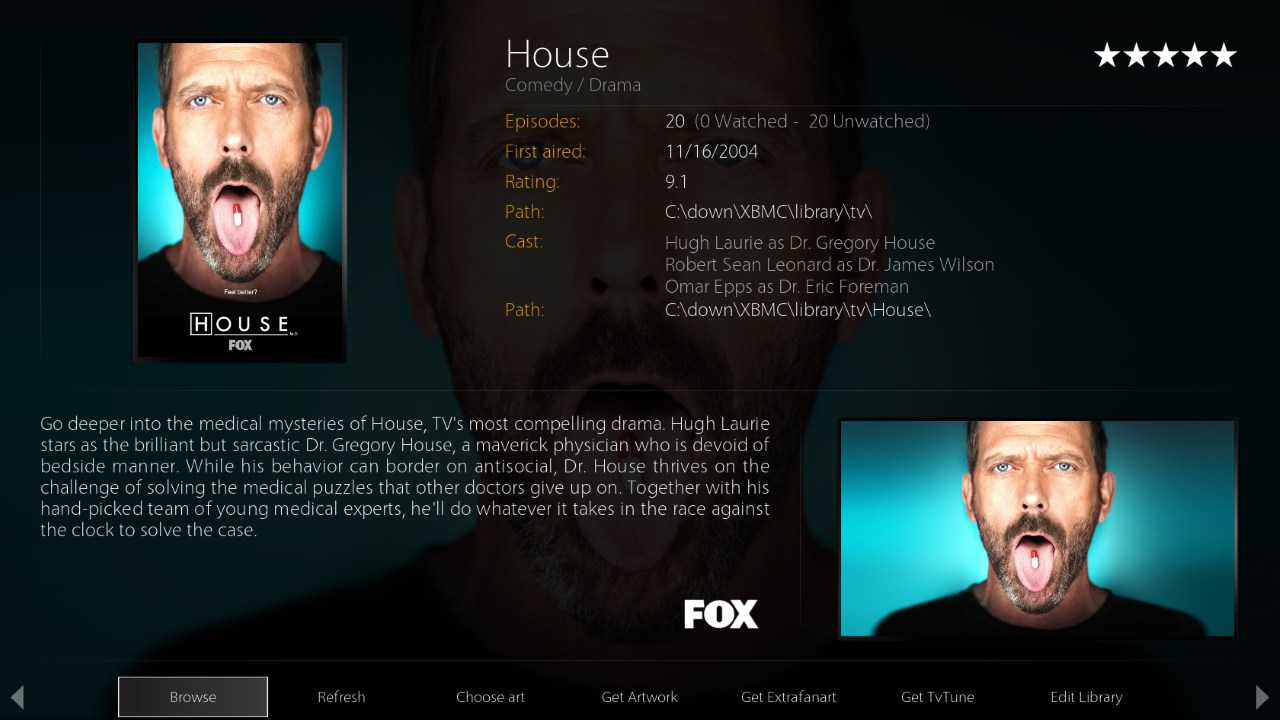 House
Comedy / Drama
Episodes: 20 (0 Watched - 20 Unwatched)
First aired: 11/16/2004
Rating: 9.1
Path: C:\down\XBMC\library\tv\
Cast: Hugh Laurie as Dr. Gregory House
Robert Sean Leonard as Dr. James Wilson
Omar Epps as Dr. Eric Foreman
Path: C:\down\XBMC\library\tv\House\
Feel better?
HOUSE M.D.
FOX
Go deeper into the medical mysteries of House, TV's most compelling drama. Hugh Laurie
stars as the brilliant but sarcastic Dr. Gregory House, a maverick physician who is devoid of
bedside manner. While his behavior can border on antisocial, Dr. House thrives on the
challenge of solving the medical puzzles that other doctors give up on. Together with his
hand-picked team of young medical experts, he'll do whatever it takes in the race against
the clock to solve the case.
FOX
Browse Refresh Choose art Get Artwork Get Extrafanart Get TvTune Edit Library